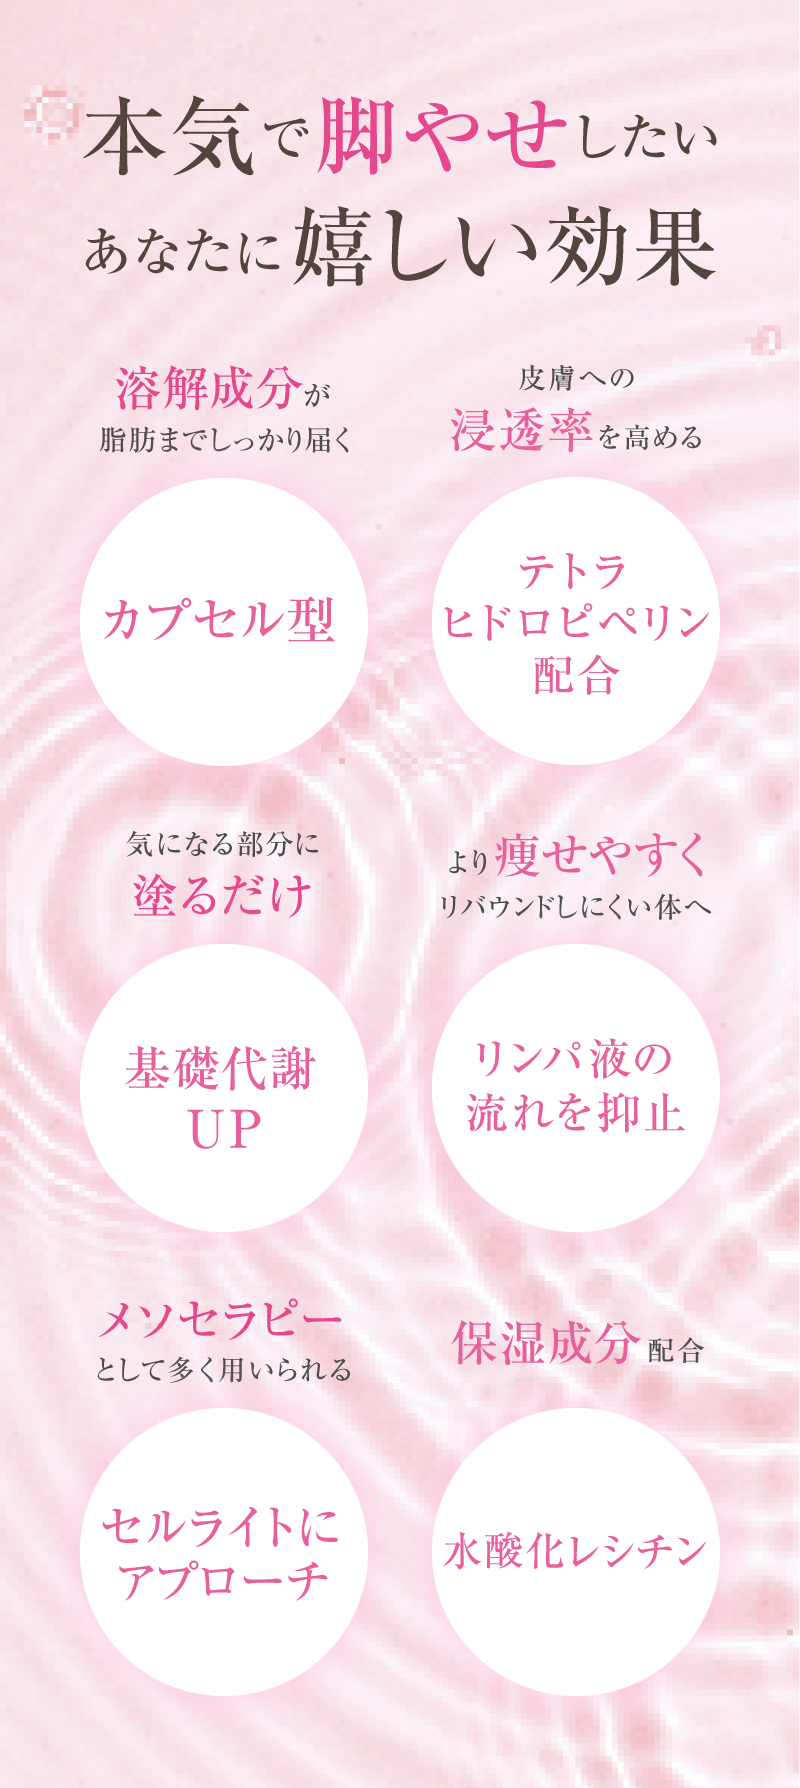 本気で脚やせしたい
あなたに嬉しい効果
溶解成分が
脂肪までしっかり届く
カプセル型
皮膚への
浸透率を高める
テトラ
ヒドロピペリン
配合
気になる部分に
塗るだけ
基礎代謝
UP
より痩せやすく
リバウンドしにくい体へ
リンパ液の
流れを抑止
メソセラピー
として多く用いられる
セルライトに
アプローチ
保湿成分配合
水酸化レシチン